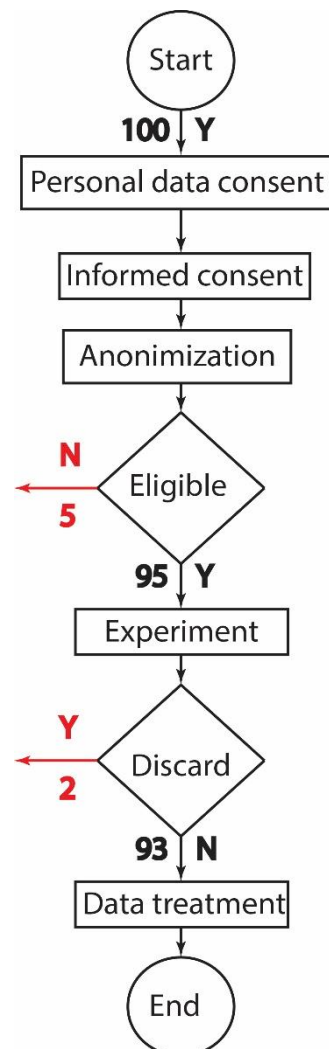 Start
100 Y
Personal data consent
Informed consent
Anonimization
N
Eligible
5
95 Y
Experiment
Y
Discard
2
93 N
Data treatment
End